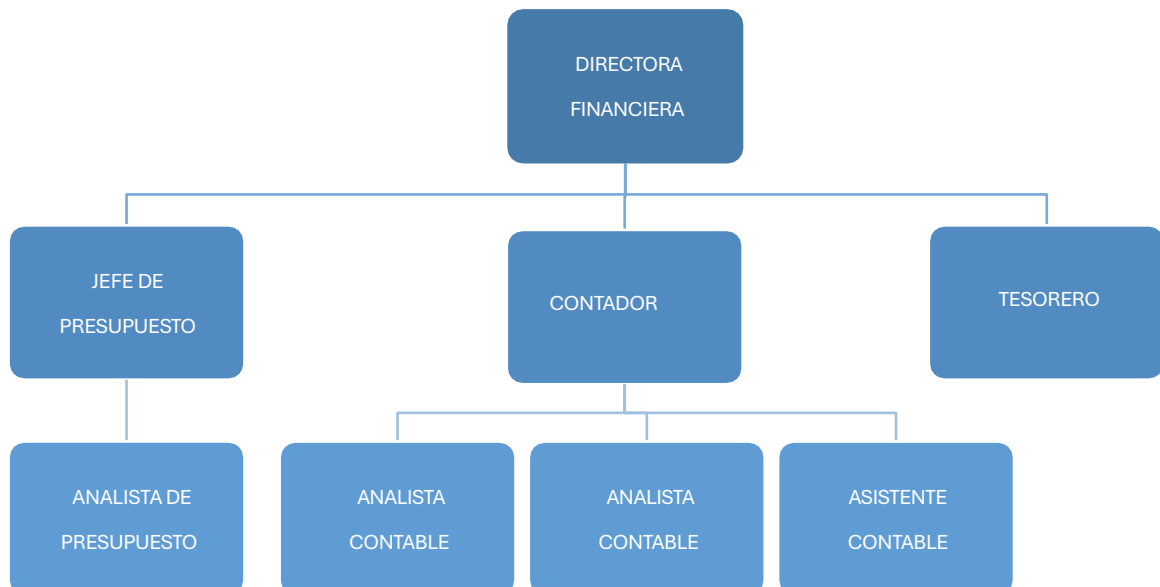 DIRECTORA
FINANCIERA
JEFE DE
PRESUPUESTO
CONTADOR
TESORERO
ANALISTA DE
PRESUPUESTO
ANALISTA
CONTABLE
ANALISTA
CONTABLE
ASISTENTE
CONTABLE